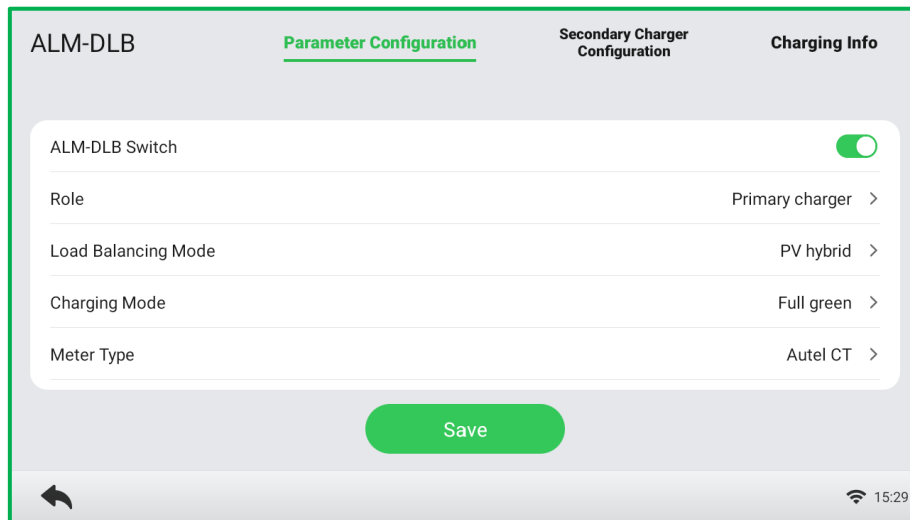 ALM-DLB
Parameter Configuration
Secondary Charger
Configuration
Charging Info
ALM-DLB Switch
Role
Primary charger
Load Balancing Mode
PV hybrid
Charging Mode
Full green
Meter Type
Autel CT
Save
15:29